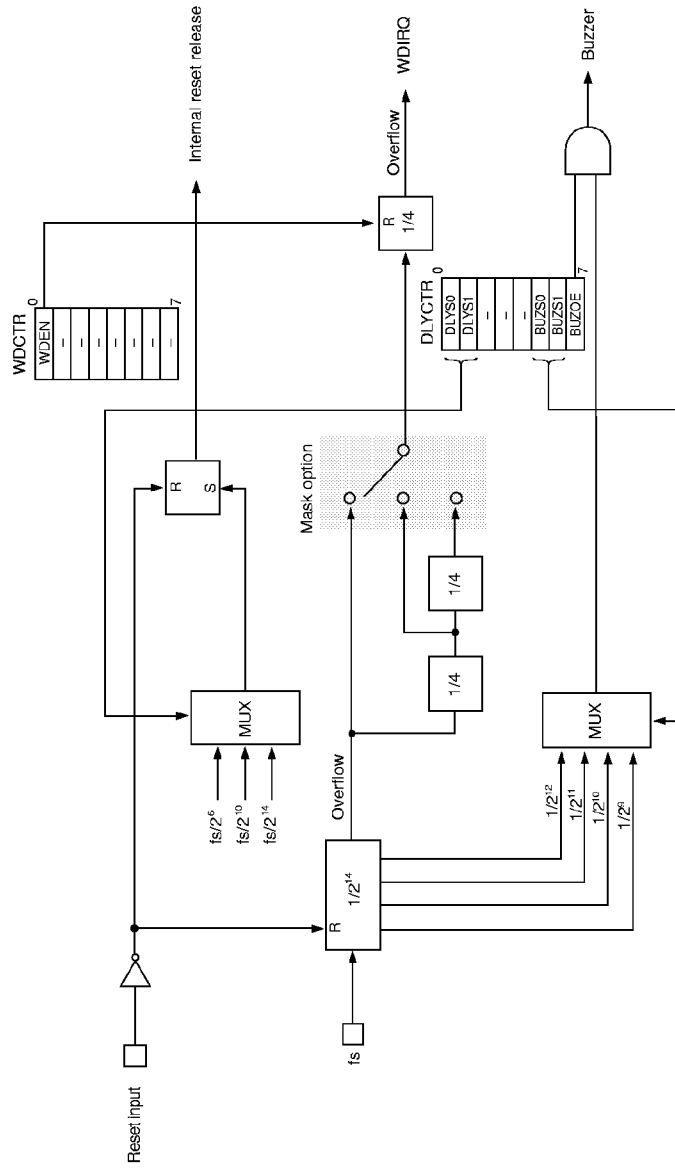 Reset input
Internal reset release
WDCTR
0
WDEN
–
–
–
–
–
–
–
7
R
S
MUX
fs/2⁶
fs/2¹⁰
fs/2¹⁴
fs
R
1/2¹⁴
Overflow
1/4
1/4
Mask option
R
1/4
Overflow
WDIRQ
DLYCTR
0
DLYS0
DLYS1
–
–
–
BUZS0
BUZS1
BUZOE
7
1/2¹²
1/2¹¹
1/2¹⁰
1/2⁹
MUX
Buzzer